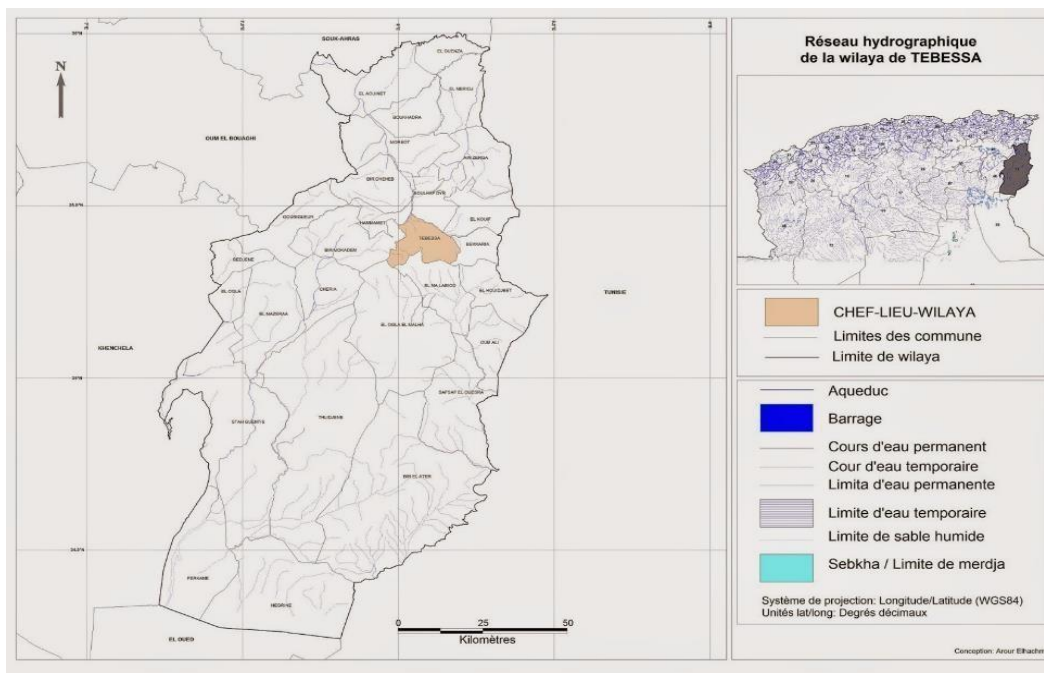 SOUK-AHRAS
N
EL OUENZA
EL AOUINET
EL MERIDJ
BOUKHADRA
OUM EL BOUAGHI
MORSOT
AIN ZERGA
BIR DHEHEB
BOULHAF DYR
GOURIGUEUR
HAMMAMET
EL KOUIF
TEBESSA
BEKKARIA
BIR MOKADEM
BEDJENE
CHERIA
EL MA LABIOD
EL HOUIDJBET
TUNISIE
EL OGLA
EL MAZERAA
EL OGLA EL MALHA
OUM ALI
KHENCHELA
SAFSAF EL OUESRA
STAH GUENTIS
THLIDJENE
BIR EL ATER
FERKANE
NEGRINE
EL OUED
0 25 50
Kilomètres
Réseau hydrographique
de la wilaya de TEBESSA
CHEF-LIEU-WILAYA
Limites des commune
Limite de wilaya
Aqueduc
Barrage
Cours d'eau permanent
Cour d'eau temporaire
Limita d'eau permanente
Limite d'eau temporaire
Limite de sable humide
Sebkha / Limite de merdja
Système de projection: Longitude/Latitude (WGS84)
Unités lat/long: Degrés décimaux
Conception: Arour Elhachm